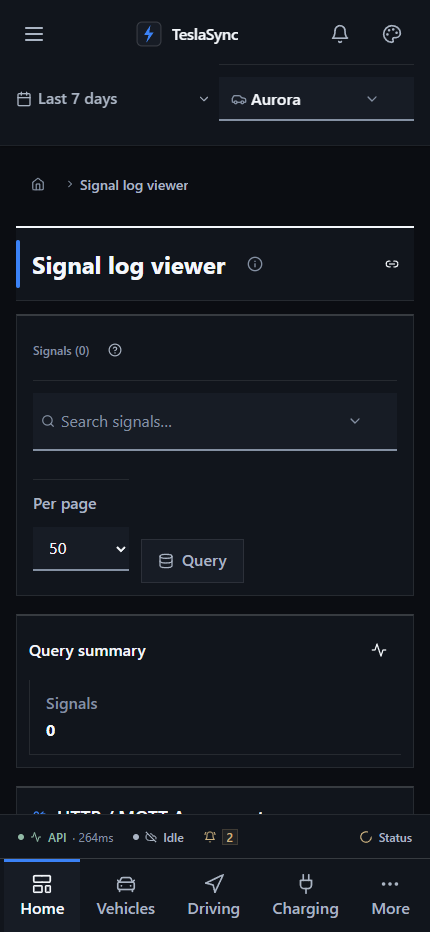 TeslaSync
Last 7 days
Aurora
Signal log viewer
Signal log viewer
Signals (0)
Search signals...
Per page
50
Query
Query summary
Signals
0
API · 264ms
Idle
2
Status
Home
Vehicles
Driving
Charging
More